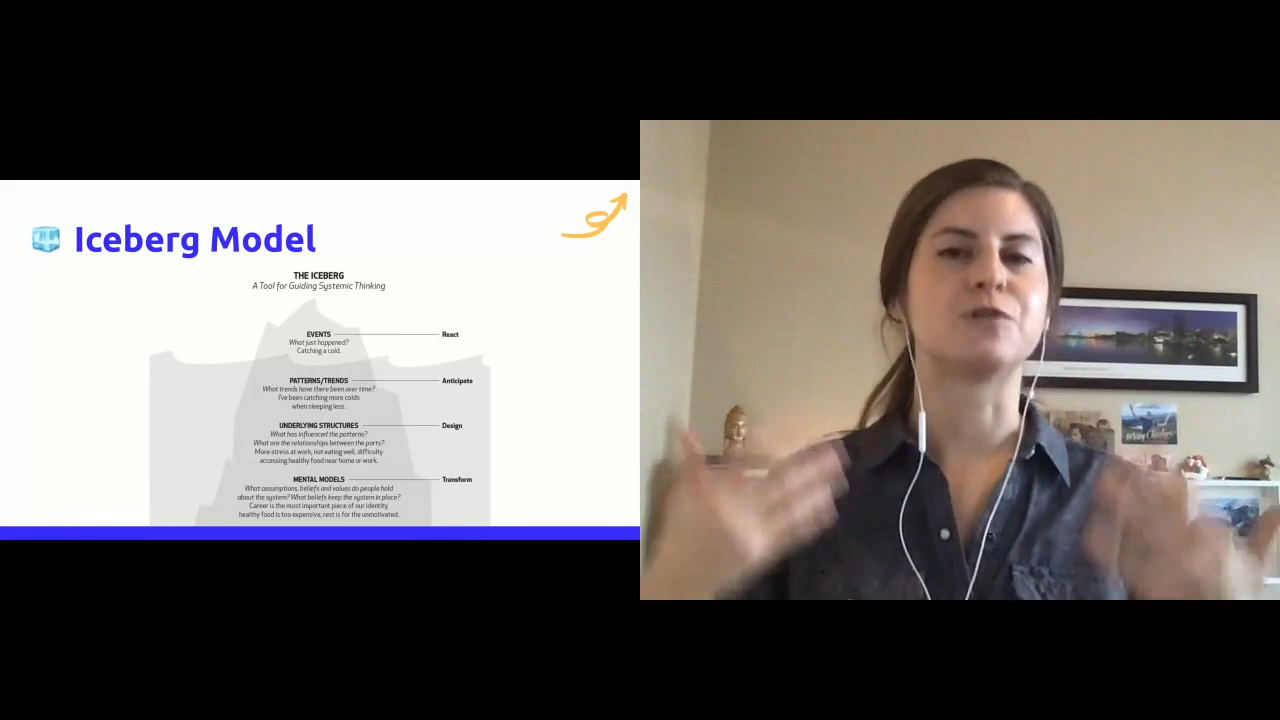 Iceberg Model
THE ICEBERG
A Tool for Guiding Systemic Thinking
EVENTS React
What just happened?
Catching a cold.
PATTERNS/TRENDS Anticipate
What trends have there been over time?
I've been catching more colds
when sleeping less.
UNDERLYING STRUCTURES Design
What has influenced the patterns?
What are the relationships between the parts?
More stress at work, not eating well, difficulty
accessing healthy food near home or work.
MENTAL MODELS Transform
What assumptions, beliefs and values do people hold
about the system? What beliefs keep the system in place?
Career is the most important piece of our identity,
healthy food is too expensive, rest is for the unmotivated.